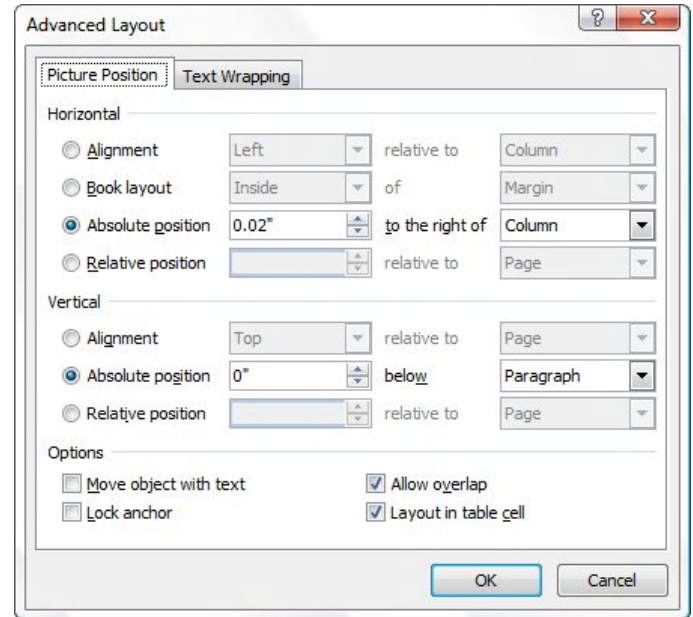 Advanced Layout
Picture Position Text Wrapping
Horizontal
Alignment Left relative to Column
Book layout Inside of Margin
Absolute position 0.02" to the right of Column
Relative position relative to Page
Vertical
Alignment Top relative to Page
Absolute position 0" below Paragraph
Relative position relative to Page
Options
Move object with text Allow overlap
Lock anchor Layout in table cell
OK Cancel